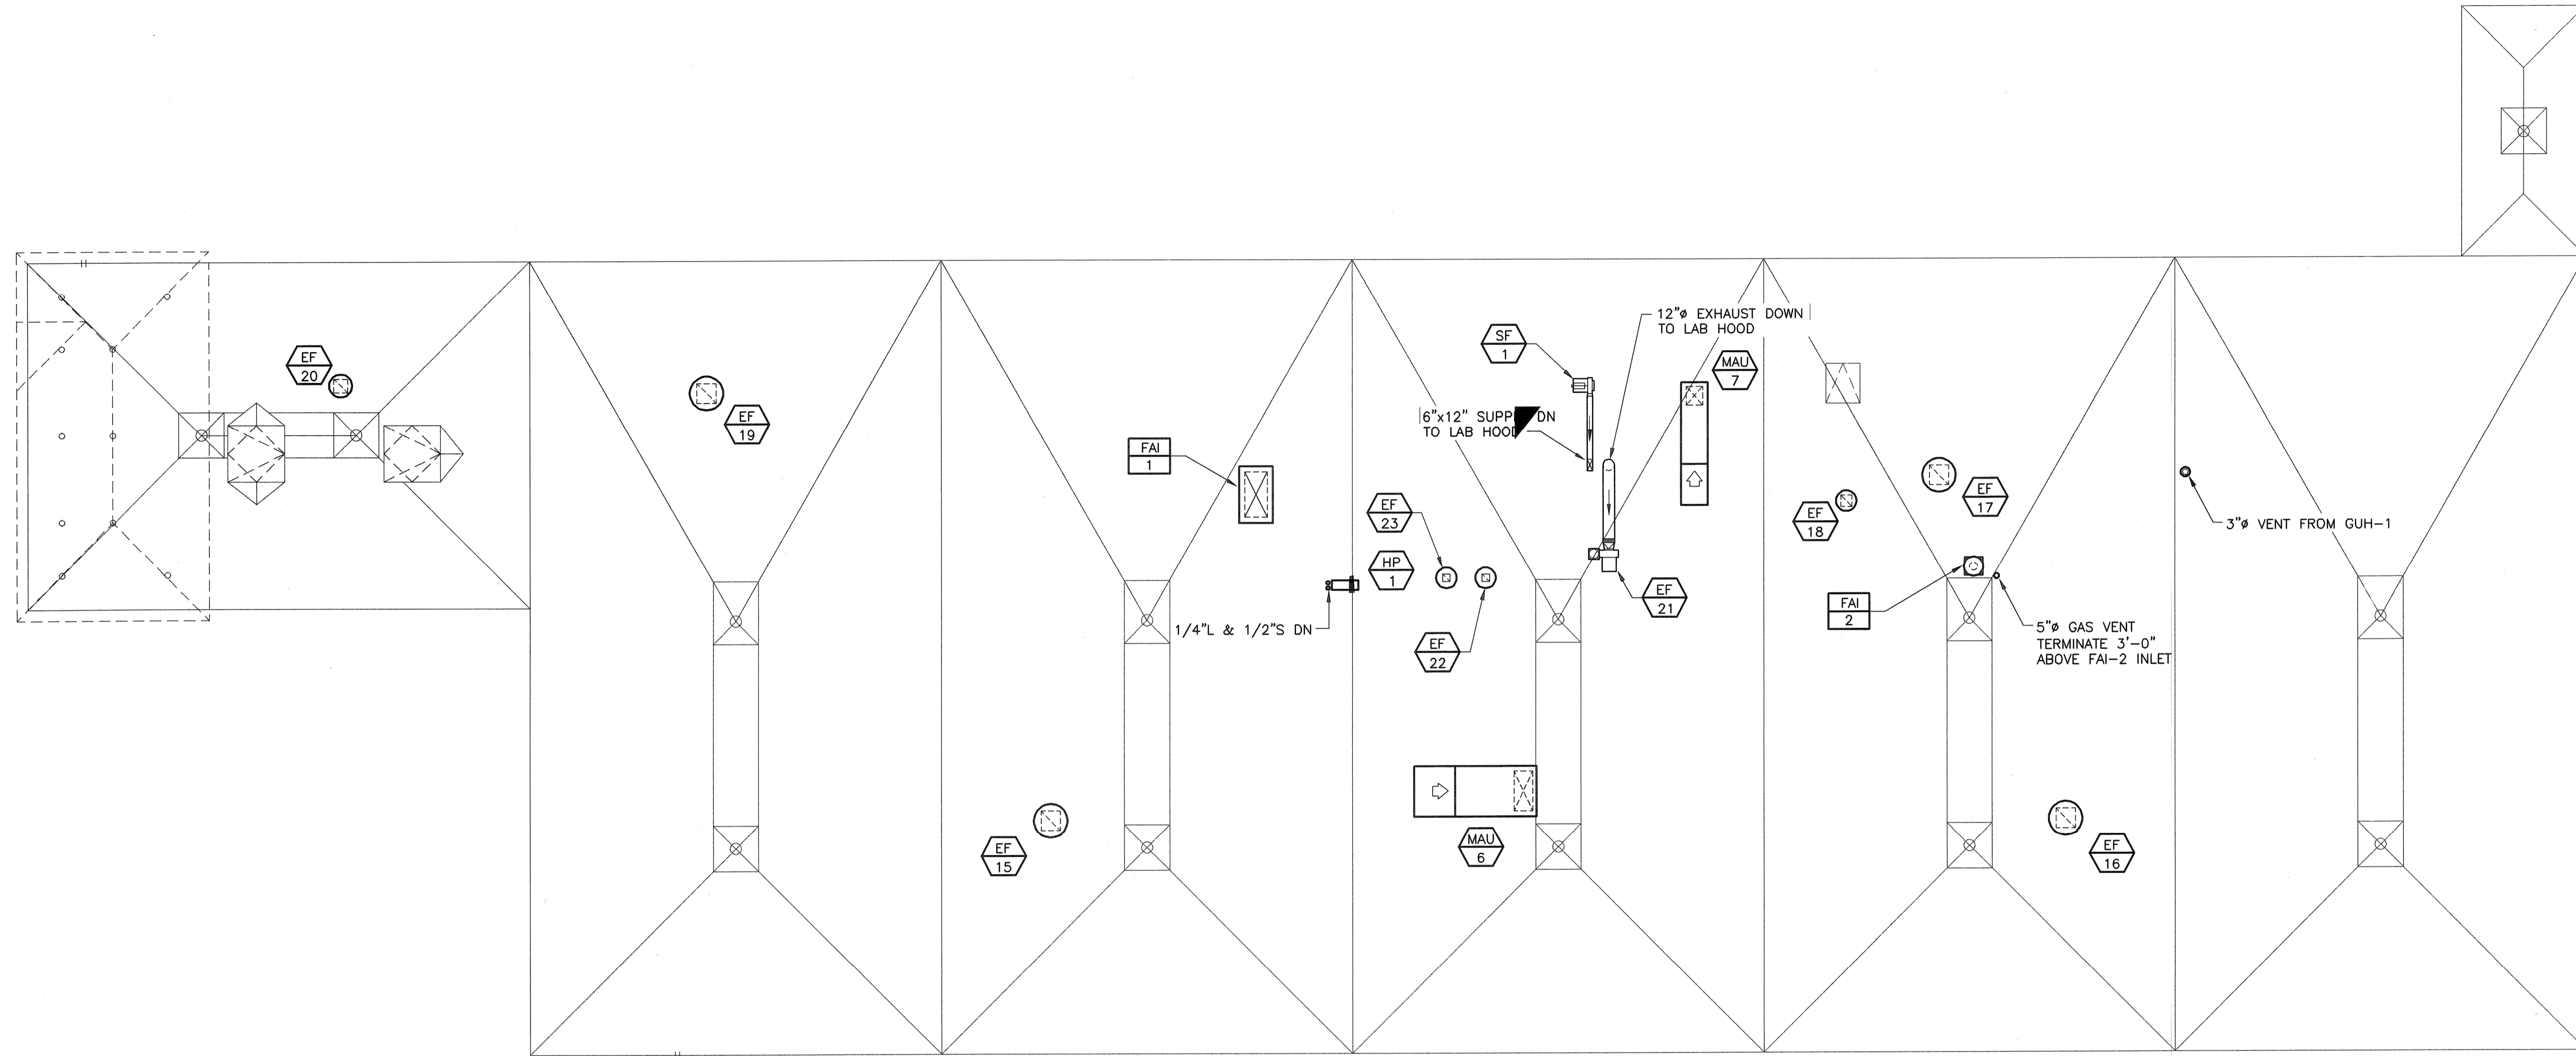 12"ø EXHAUST DOWN
TO LAB HOOD
SF
1
EF
20
MAU
7
EF
19
6"x12" DN
TO LAB
FAI
1
EF
17
EF
23
EF
18
3"ø VENT FROM GUH-1
HP
1
EF
21
FAI
2
1/4"L & 1/2"S DN
5"ø GAS VENT
TERMINATE 3'-0"
ABOVE FAI-2 INLET
EF
22
MAU
6
EF
15
EF
16